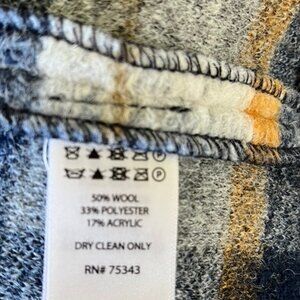 50% WOOL
33% POLYESTER
17% ACRYLIC
DRY CLEAN ONLY
RN# 75343